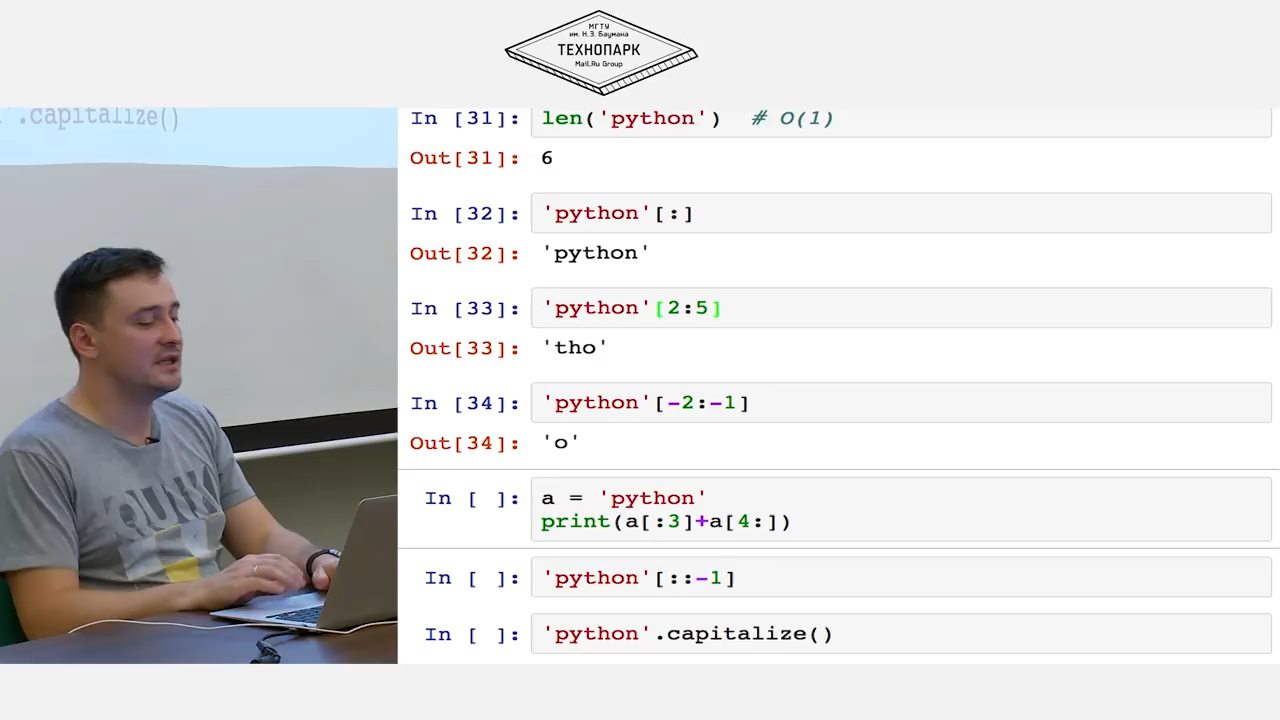 МГТУ
им. Н.Э. Баумана
ТЕХНОПАРК
Mail.Ru Group
'.capitalize()
In [31]: len('python')  # O(1)
Out[31]: 6
In [32]: 'python'[:]
Out[32]: 'python'
In [33]: 'python'[2:5]
Out[33]: 'tho'
In [34]: 'python'[-2:-1]
Out[34]: 'o'
In [ ]: a = 'python'
print(a[:3]+a[4:])
In [ ]: 'python'[::-1]
In [ ]: 'python'.capitalize()